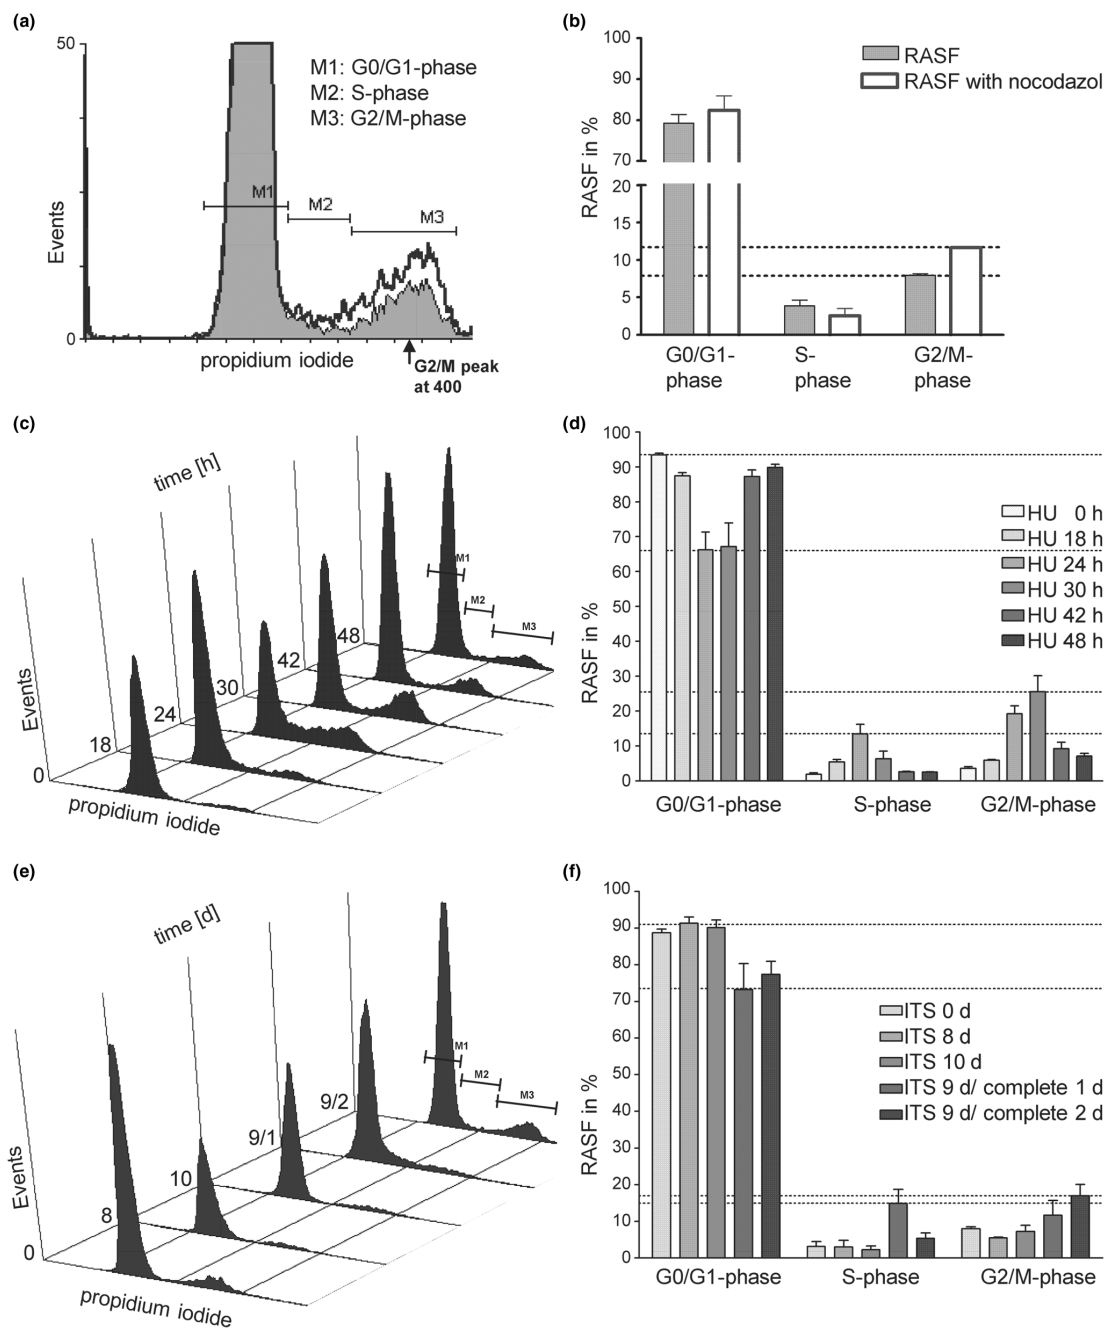 (a)
50
Events
0
M1: G0/G1-phase
M2: S-phase
M3: G2/M-phase
M1
M2
M3
propidium iodide
G2/M peak
at 400
(b)
100
90
80
70
20
15
10
5
0
RASF in %
RASF
RASF with nocodazol
G0/G1-
phase
S-
phase
G2/M-
phase
(c)
time [h]
Events
0
18
24
30
42
48
M1
M2
M3
propidium iodide
(d)
100
90
80
70
60
50
40
30
20
10
0
RASF in %
HU 0 h
HU 18 h
HU 24 h
HU 30 h
HU 42 h
HU 48 h
G0/G1-phase
S-phase
G2/M-phase
(e)
time [d]
Events
0
8
10
9/1
9/2
M1
M2
M3
propidium iodide
(f)
100
90
80
70
60
50
40
30
20
10
0
RASF in %
ITS 0 d
ITS 8 d
ITS 10 d
ITS 9 d/ complete 1 d
ITS 9 d/ complete 2 d
G0/G1-phase
S-phase
G2/M-phase